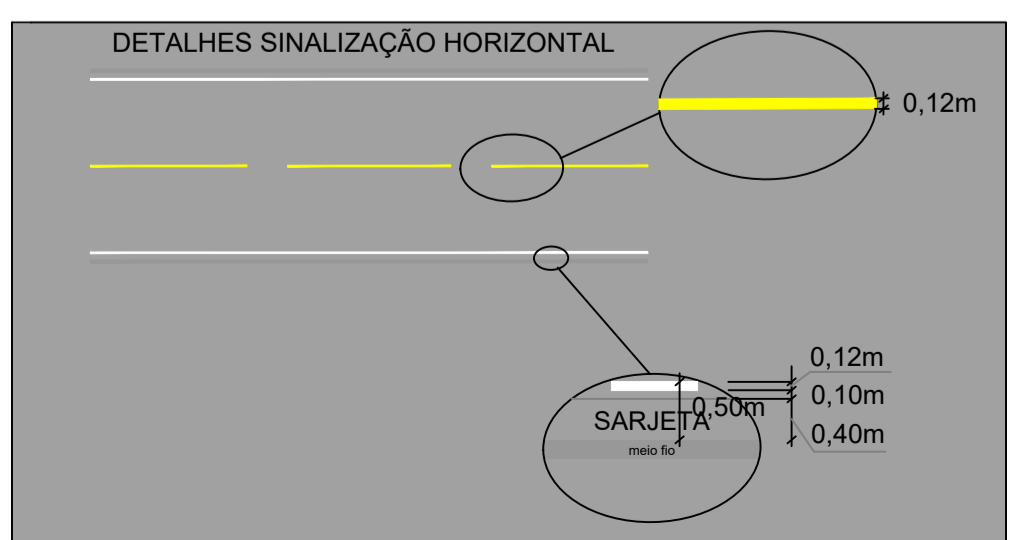 DETALHES SINALIZAÇÃO HORIZONTAL
0,12m
0,12m
0,50m
0,10m
SARJETA
0,40m
meio fio